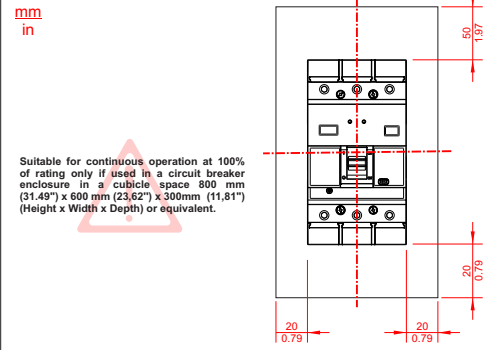 mm
in
50
1.97
Suitable for continuous operation at 100%
of rating only if used in a circuit breaker
enclosure in a cubicle space 800 mm
(31.49") x 600 mm (23,62") x 300mm (11,81")
(Height x Width x Depth) or equivalent.
20
0.79
20
0.79
20
0.79